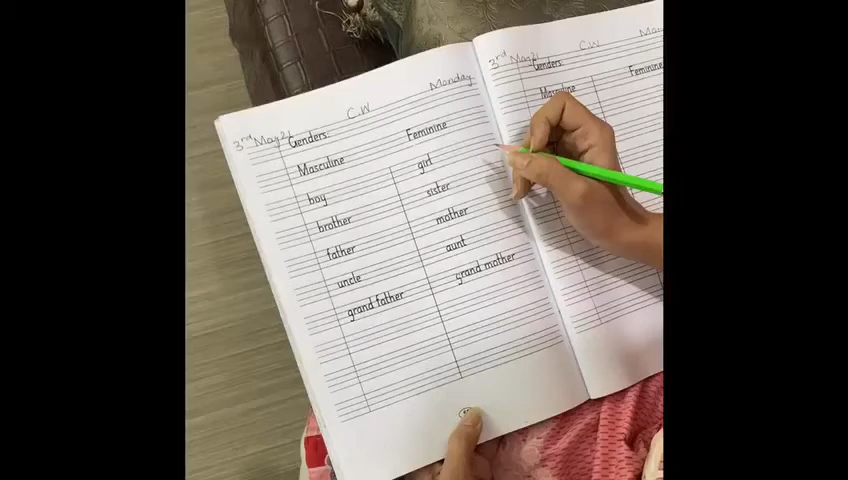 C.W Monday
3rd May 21 Genders:
Masculine Feminine
boy girl
brother sister
father mother
uncle aunt
grand father grand mother
C.W
3rd May 21 Genders:
Masculine Feminine